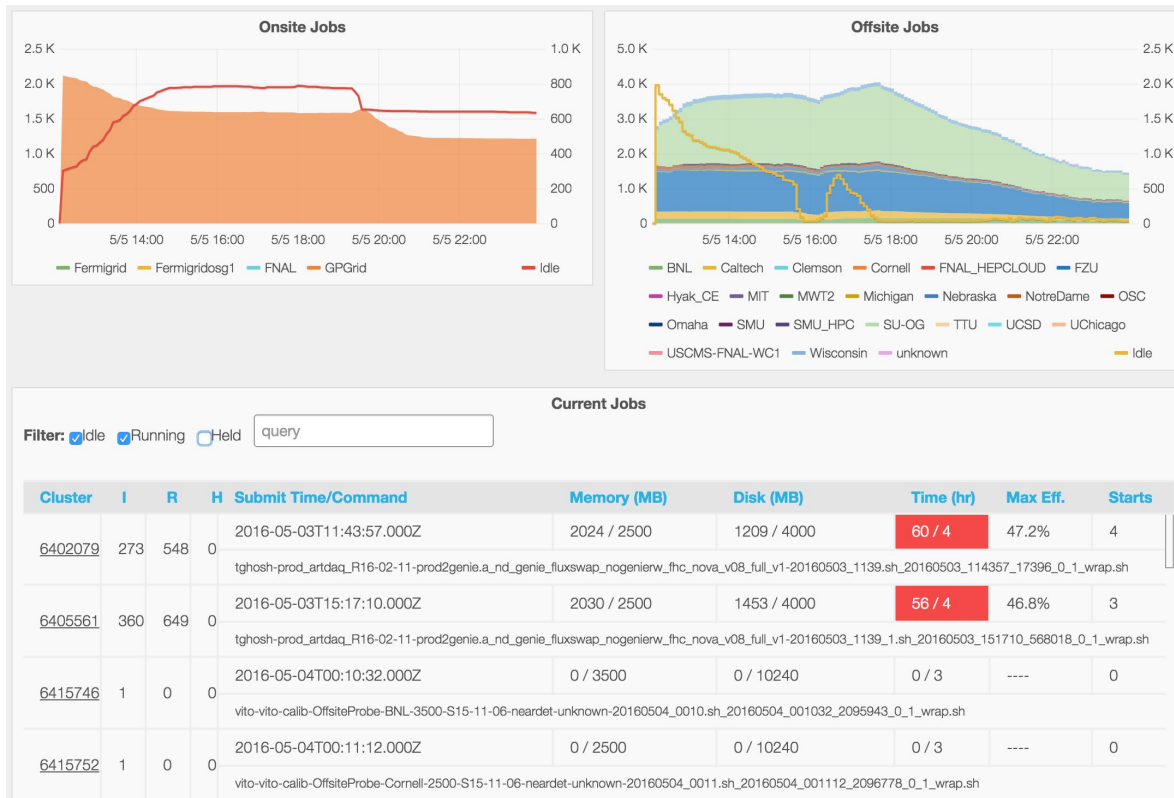 Onsite Jobs
2.5 K 1.0 K
2.0 K 800
1.5 K 600
1.0 K 400
500 200
0 0
5/5 14:00 5/5 16:00 5/5 18:00 5/5 20:00 5/5 22:00
Fermigrid Fermigridosg1 FNAL GPGrid Idle
Offsite Jobs
5.0 K 2.5 K
4.0 K 2.0 K
3.0 K 1.5 K
2.0 K 1.0 K
1.0 K 500
0 0
5/5 14:00 5/5 16:00 5/5 18:00 5/5 20:00 5/5 22:00
BNL Caltech Clemson Cornell FNAL_HEPCLOUD FZU
Hyak_CE MIT MWT2 Michigan Nebraska NotreDame OSC
Omaha SMU SMU_HPC SU-OG TTU UCSD UChicago
USCMS-FNAL-WC1 Wisconsin unknown Idle
Current Jobs
Filter: Idle Running Held query
Cluster I R H Submit Time/Command Memory (MB) Disk (MB) Time (hr) Max Eff. Starts
6402079 273 548 0 2016-05-03T11:43:57.000Z 2024 / 2500 1209 / 4000 60 / 4 47.2% 4
tghosh-prod_artdaq_R16-02-11-prod2genie.a_nd_genie_fluxswap_nogenierw_fhc_nova_v08_full_v1-20160503_1139.sh_20160503_114357_17396_0_1_wrap.sh
6405561 360 649 0 2016-05-03T15:17:10.000Z 2030 / 2500 1453 / 4000 56 / 4 46.8% 3
tghosh-prod_artdaq_R16-02-11-prod2genie.a_nd_genie_fluxswap_nogenierw_fhc_nova_v08_full_v1-20160503_1139_1.sh_20160503_151710_568018_0_1_wrap.sh
6415746 1 0 0 2016-05-04T00:10:32.000Z 0 / 3500 0 / 10240 0 / 3 ---- 0
vito-vito-calib-OffsiteProbe-BNL-3500-S15-11-06-neardet-unknown-20160504_0010.sh_20160504_001032_2095943_0_1_wrap.sh
6415752 1 0 0 2016-05-04T00:11:12.000Z 0 / 2500 0 / 10240 0 / 3 ---- 0
vito-vito-calib-OffsiteProbe-Cornell-2500-S15-11-06-neardet-unknown-20160504_0011.sh_20160504_001112_2096778_0_1_wrap.sh